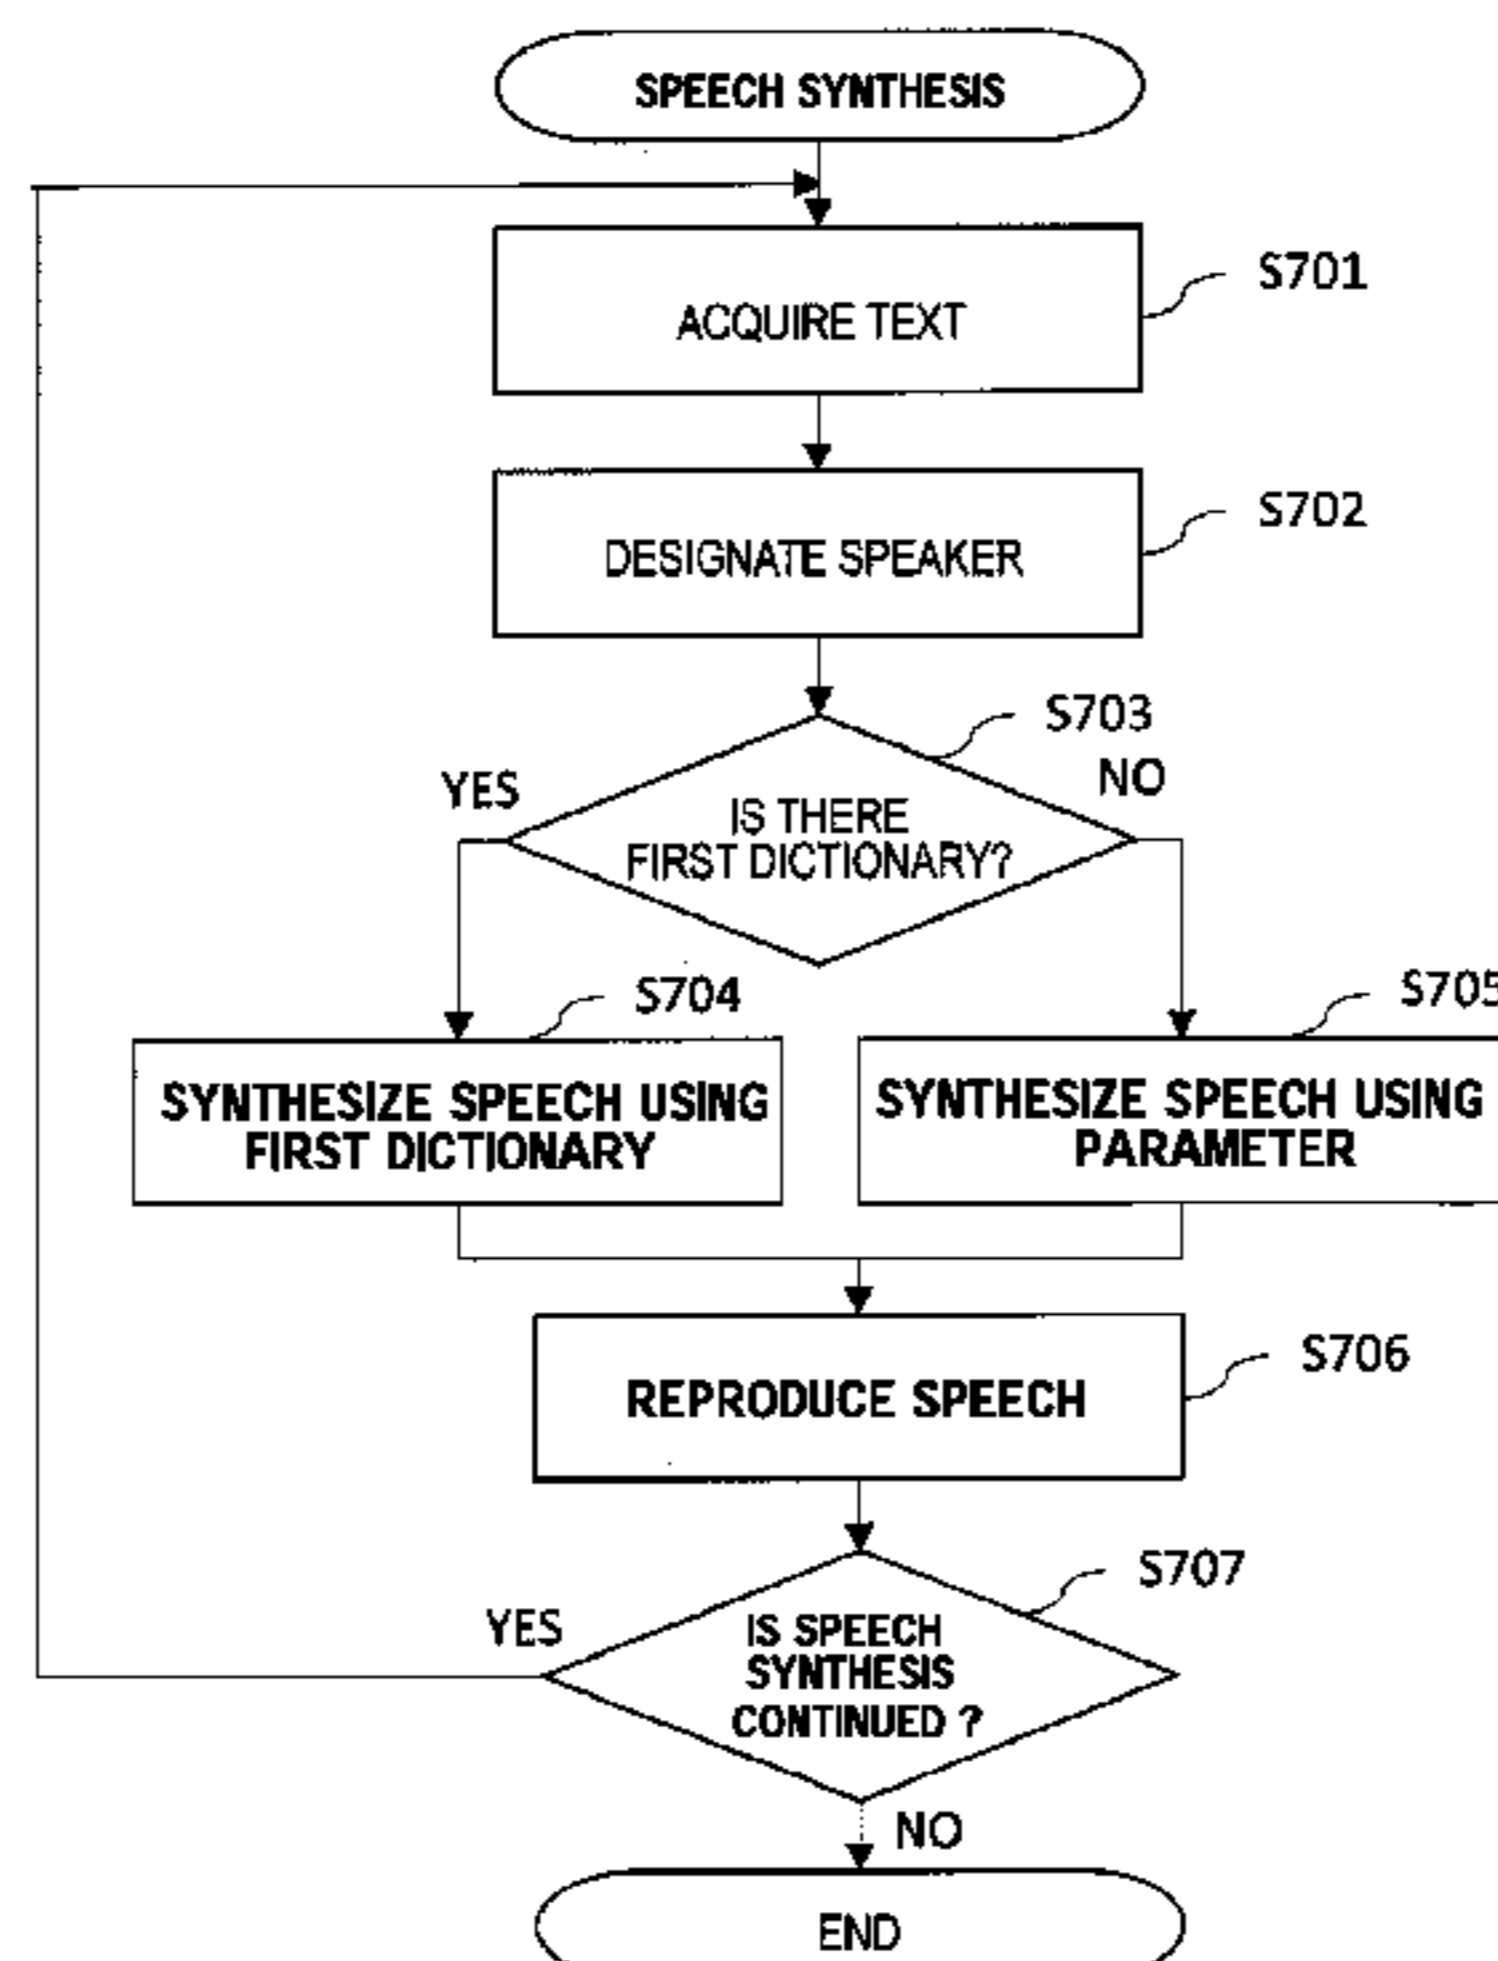 SPEECH SYNTHESIS
S701
ACQUIRE TEXT
S702
DESIGNATE SPEAKER
S703
YES
NO
IS THERE
FIRST DICTIONARY?
S704
S705
SYNTHESIZE SPEECH USING
FIRST DICTIONARY
SYNTHESIZE SPEECH USING
PARAMETER
S706
REPRODUCE SPEECH
S707
YES
IS SPEECH
SYNTHESIS
CONTINUED ?
NO
END